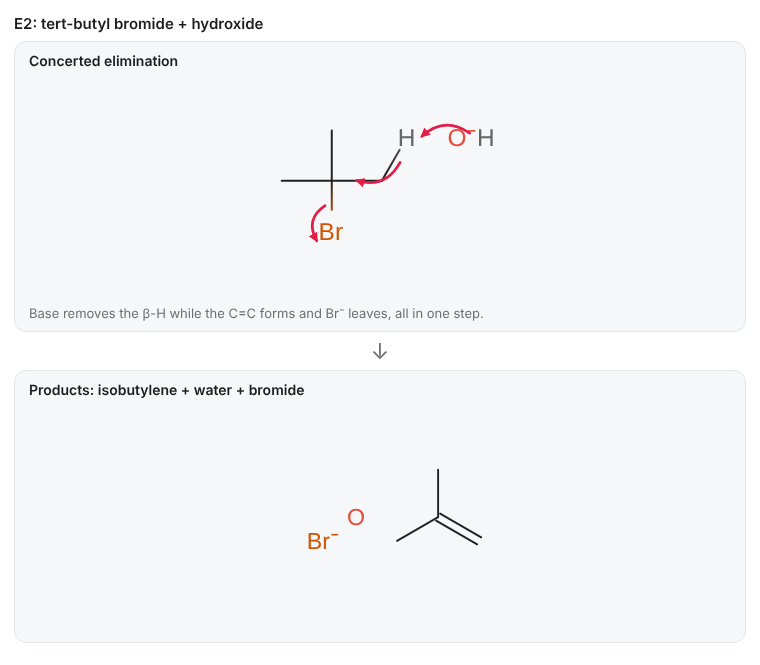 E2: tert-butyl bromide + hydroxide
Concerted elimination
H O⁻ H
Br
Base removes the β-H while the C=C forms and Br⁻ leaves, all in one step.
Products: isobutylene + water + bromide
O
Br⁻